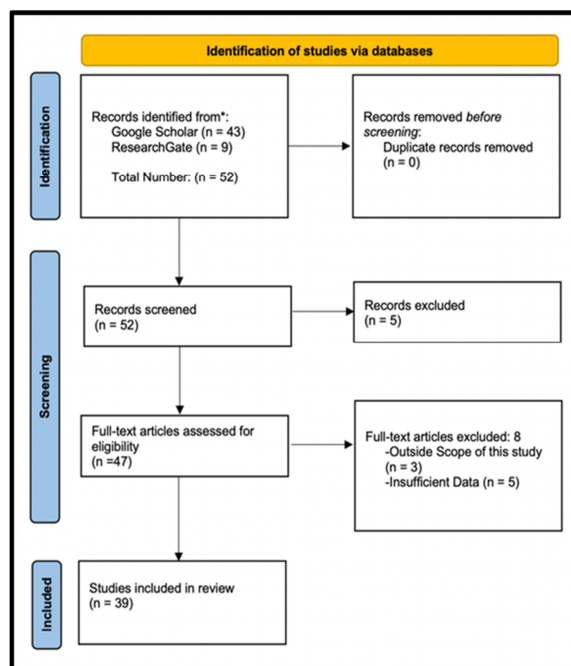 Identification of studies via databases
Identification
Records identified from*:
Google Scholar (n = 43)
ResearchGate (n = 9)
Total Number: (n = 52)
Records removed before
screening:
Duplicate records removed
(n = 0)
Screening
Records screened
(n = 52)
Records excluded
(n = 5)
Full-text articles assessed for
eligibility
(n =47)
Full-text articles excluded: 8
-Outside Scope of this study
(n = 3)
-Insufficient Data (n = 5)
Included
Studies included in review
(n = 39)